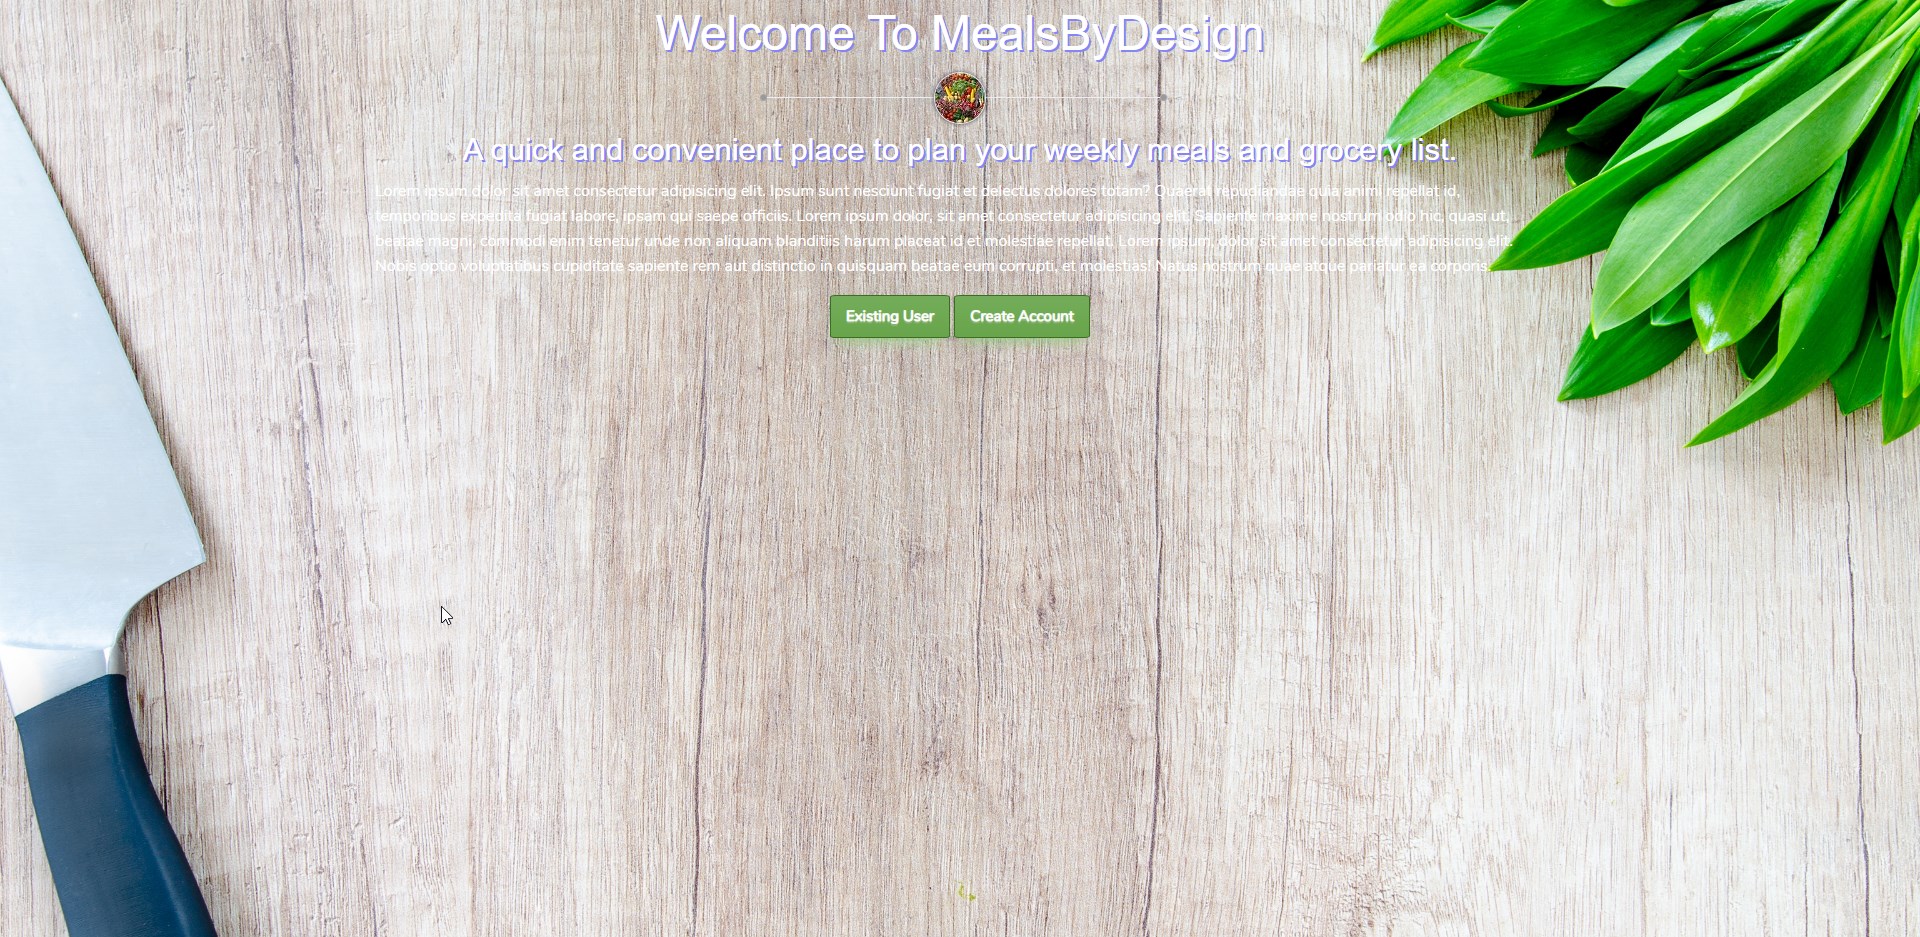 Welcome To MealsByDesign
A quick and convenient place to plan your weekly meals and grocery list.
Lorem ipsum dolor sit amet consectetur adipisicing elit. Ipsum sunt nesciunt fugiat et delectus dolores totam? Quaerat repudiandae quia animi repellat id,
temporibus expedita fugiat labore, ipsam qui saepe officiis. Lorem ipsum dolor, sit amet consectetur adipisicing elit. Sapiente maxime nostrum odio hic, quasi ut,
beatae magni, commodi enim tenetur unde non aliquam blanditiis harum placeat id et molestiae repellat. Lorem ipsum, dolor sit amet consectetur adipisicing elit.
Nobis optio voluptatibus cupiditate sapiente rem aut distinctio in quisquam beatae eum corrupti, et molestias! Natus nostrum quae atque pariatur ea corporis.
Existing User Create Account